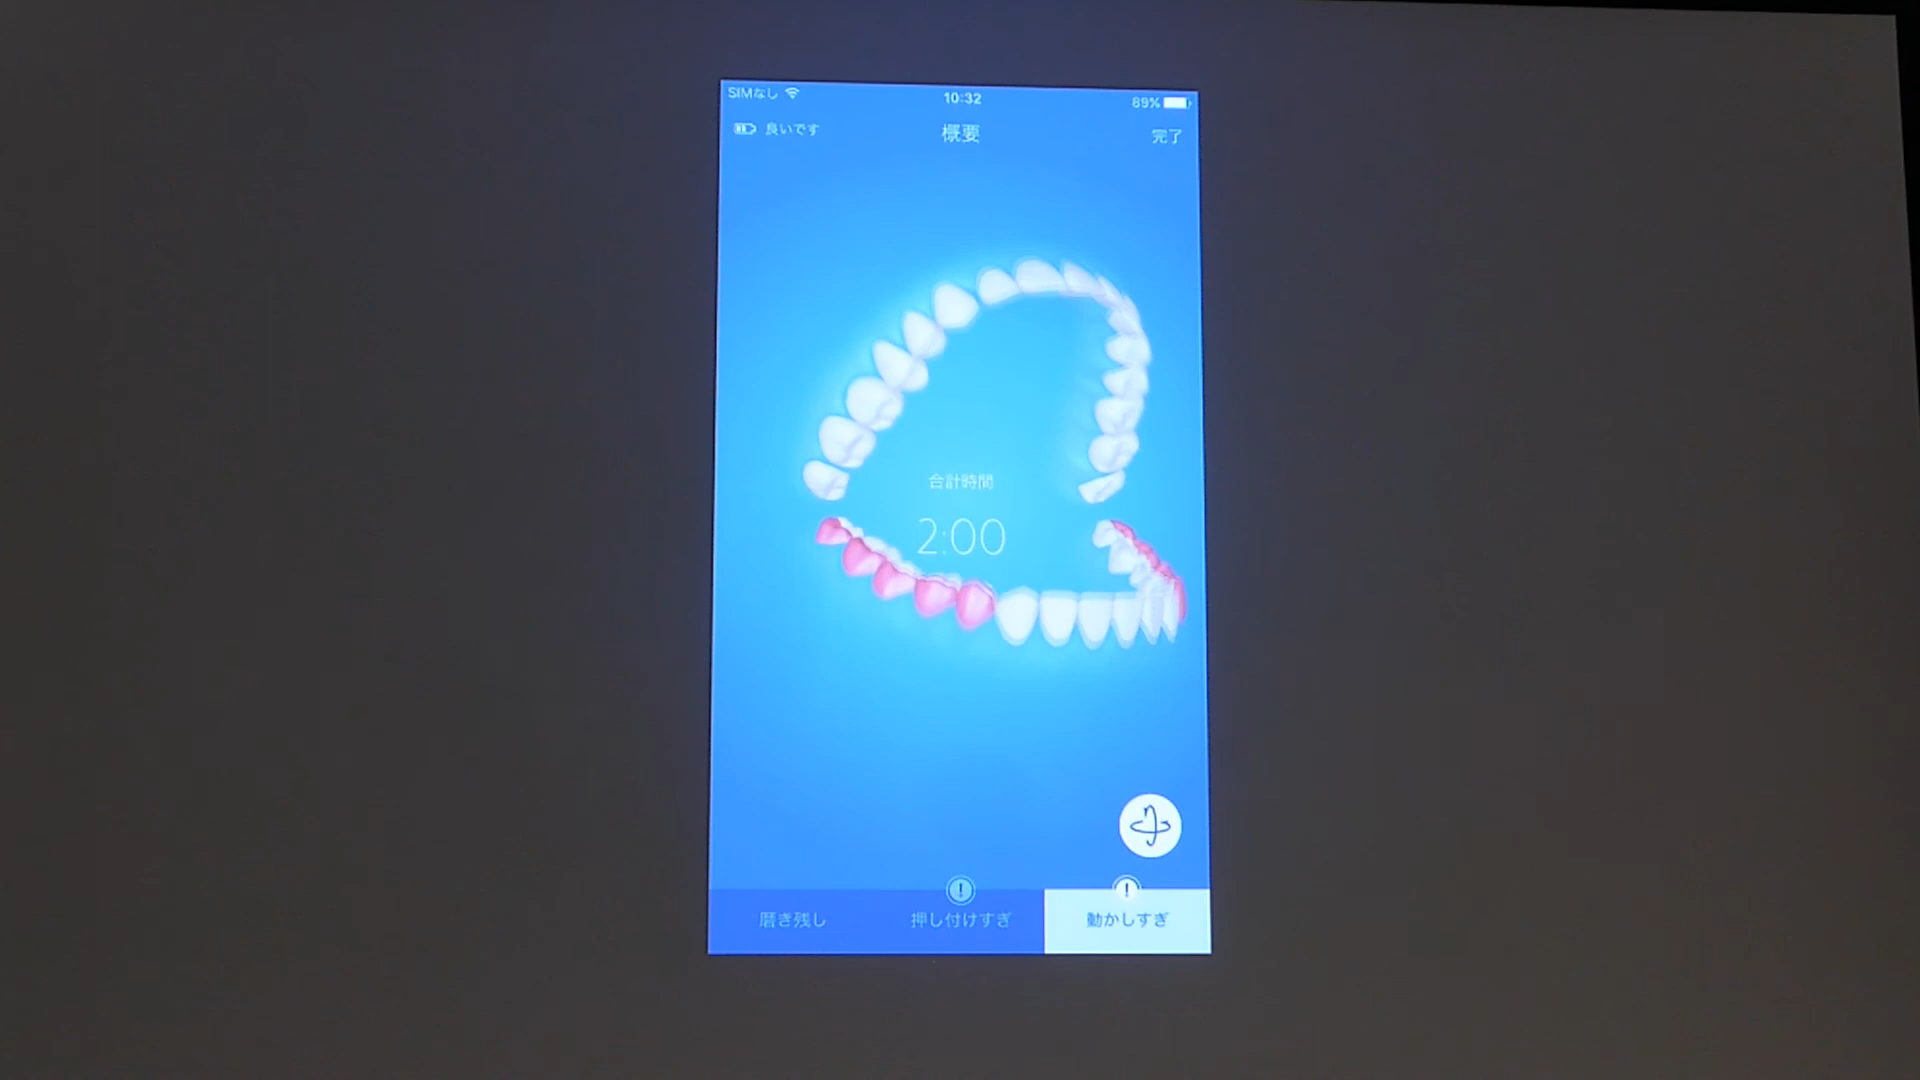 SIMなし 10:32 89%
良いです 概要 完了
合計時間
2:00
磨き残し 押し付けすぎ 動かしすぎ